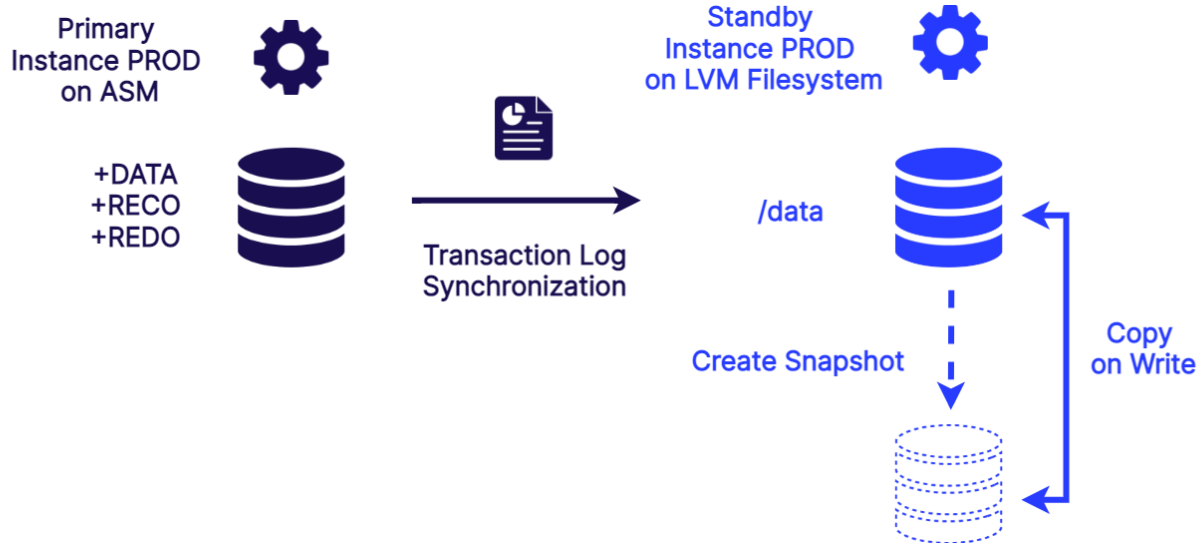 Primary
Instance PROD
on ASM
Standby
Instance PROD
on LVM Filesystem
+DATA
+RECO
+REDO
Transaction Log
Synchronization
/data
Create Snapshot
Copy
on Write